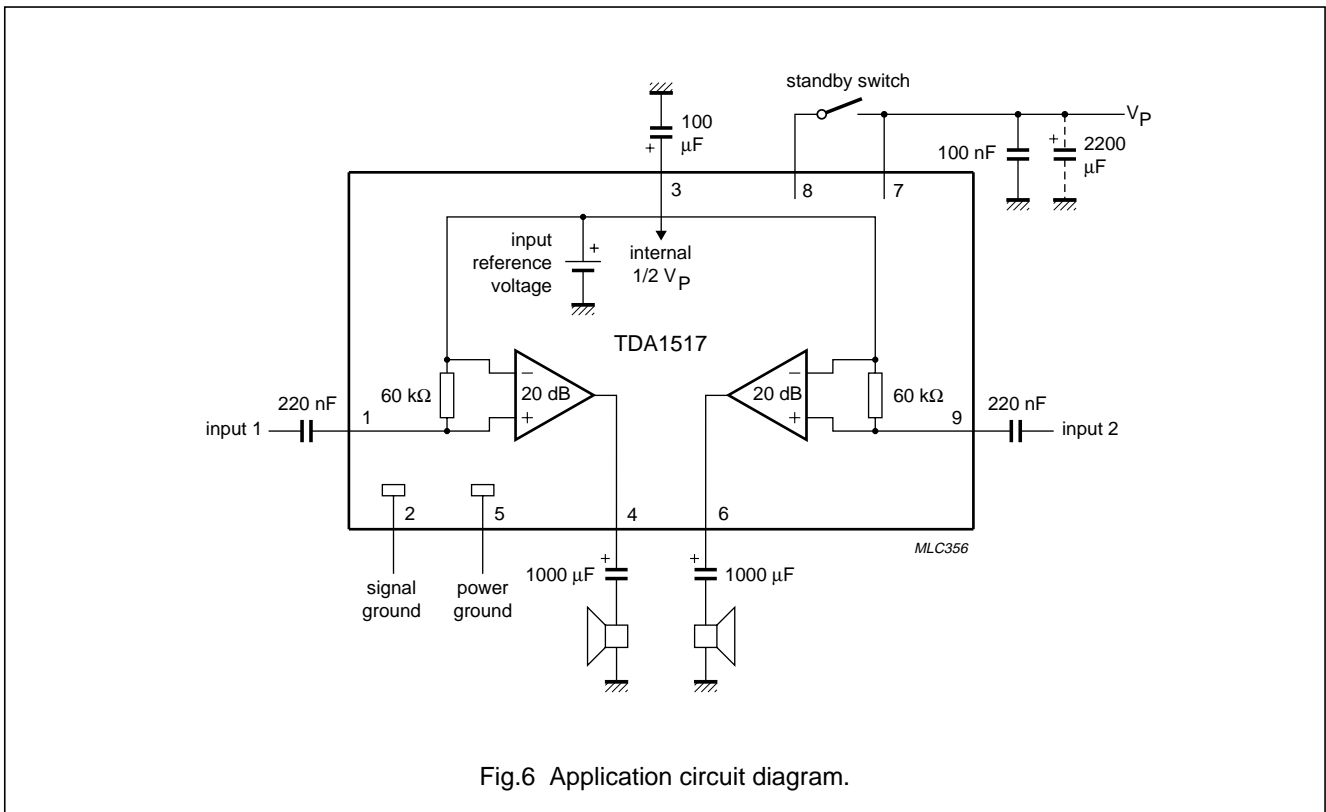 standby switch
100
μF
+
VP
100 nF
+
2200
μF
3
8
7
input
reference
voltage
+
internal
1/2 VP
TDA1517
60 kΩ
−
+
20 dB
20 dB
−
+
60 kΩ
220 nF
input 1
1
9
220 nF
input 2
2
5
4
6
MLC356
signal
ground
power
ground
+
1000 μF
+
1000 μF
Fig.6 Application circuit diagram.